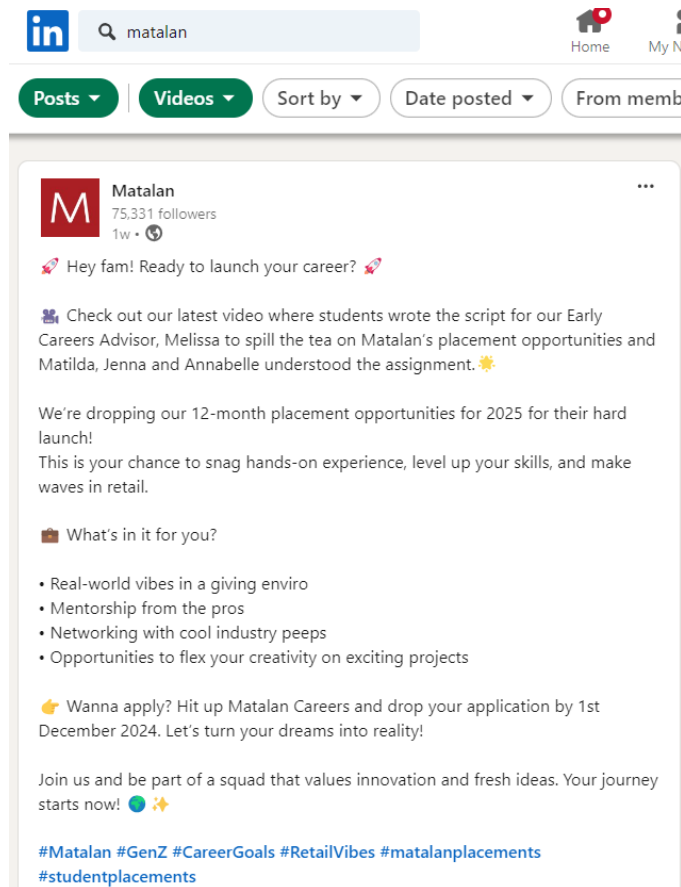 in matalan
Home
My N
Posts Videos Sort by Date posted From memb
M
Matalan
75,331 followers
1w •
🚀 Hey fam! Ready to launch your career? 🚀
🎥 Check out our latest video where students wrote the script for our Early
Careers Advisor, Melissa to spill the tea on Matalan's placement opportunities and
Matilda, Jenna and Annabelle understood the assignment.🌟
We're dropping our 12-month placement opportunities for 2025 for their hard
launch!
This is your chance to snag hands-on experience, level up your skills, and make
waves in retail.
💼 What's in it for you?
• Real-world vibes in a giving enviro
• Mentorship from the pros
• Networking with cool industry peeps
• Opportunities to flex your creativity on exciting projects
👉 Wanna apply? Hit up Matalan Careers and drop your application by 1st
December 2024. Let's turn your dreams into reality!
Join us and be part of a squad that values innovation and fresh ideas. Your journey
starts now! 🌍 ✨
#Matalan #GenZ #CareerGoals #RetailVibes #matalanplacements
#studentplacements